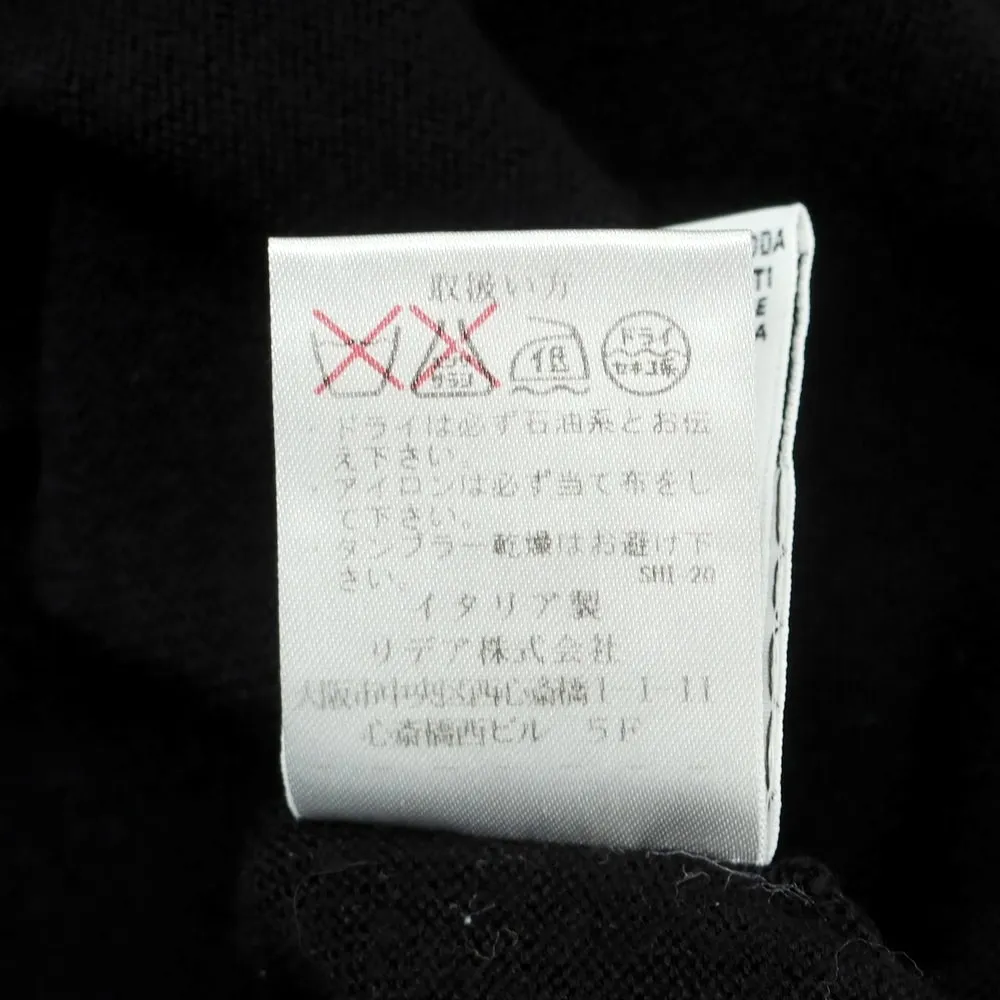 取扱い方
低
ドライ
セキユ系
・ドライは必ず石油系とお伝
え下さい。
・アイロンは必ず当て布をし
て下さい。
・タンブラー乾燥はお避け下
さい。
SHI-20
イタリア製
リデア株式会社
大阪市中央区西心斎橋1-1-11
心斎橋西ビル 5F